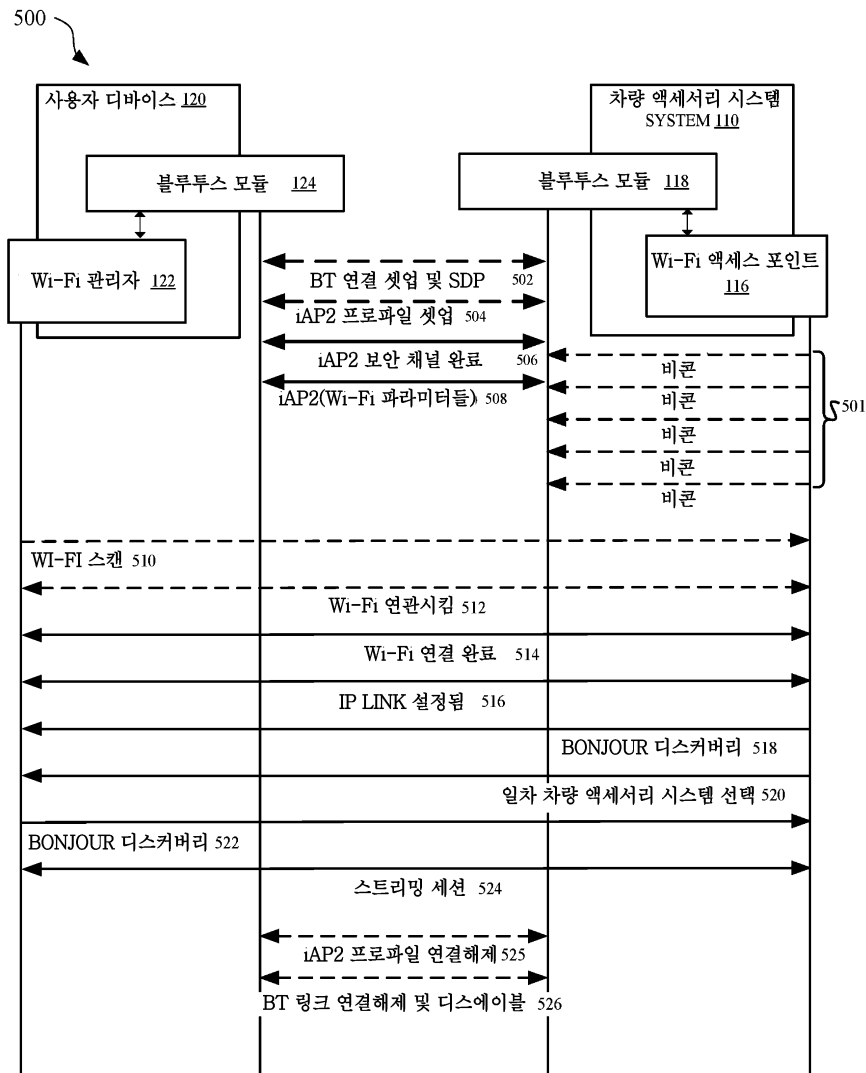 500
사용자 디바이스 120
차량 액세서리 시스템
SYSTEM 110
블루투스 모듈 124
블루투스 모듈 118
Wi-Fi 관리자 122
Wi-Fi 액세스 포인트
116
BT 연결 셋업 및 SDP 502
iAP2 프로파일 셋업 504
iAP2 보안 채널 완료 506
iAP2(Wi-Fi 파라미터들) 508
비콘
비콘
비콘
비콘
비콘
501
WI-FI 스캔 510
Wi-Fi 연관시킴 512
Wi-Fi 연결 완료 514
IP LINK 설정됨 516
BONJOUR 디스커버리 518
일차 차량 액세서리 시스템 선택 520
BONJOUR 디스커버리 522
스트리밍 세션 524
iAP2 프로파일 연결해제 525
BT 링크 연결해제 및 디스에이블 526